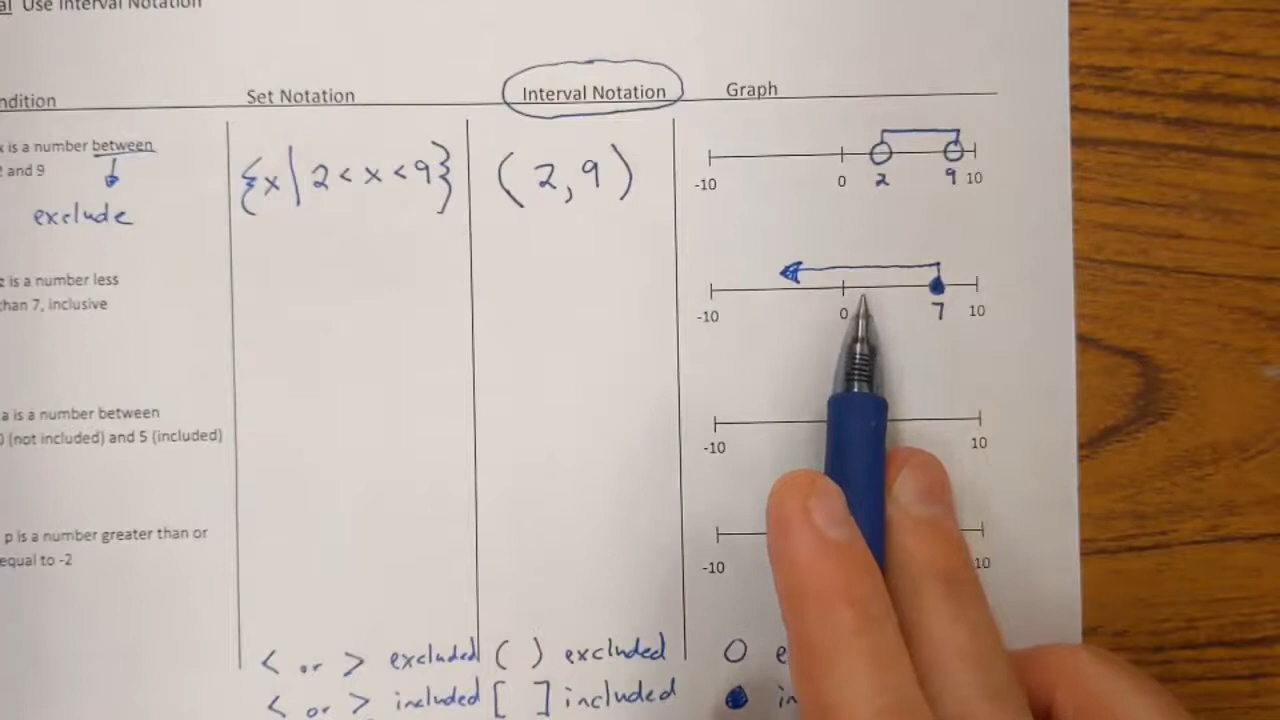 Use Interval Notation
Set Notation
Interval Notation
Graph
x is a number between
and 9
exclude
{x | 2 < x < 9}
(2, 9)
-10 0 2 9 10
z is a number less
than 7, inclusive
-10 0 7 10
a is a number between
0 (not included) and 5 (included)
-10 10
p is a number greater than or
equal to -2
-10 10
< or > excluded
( ) excluded
< or > included
[ ] included